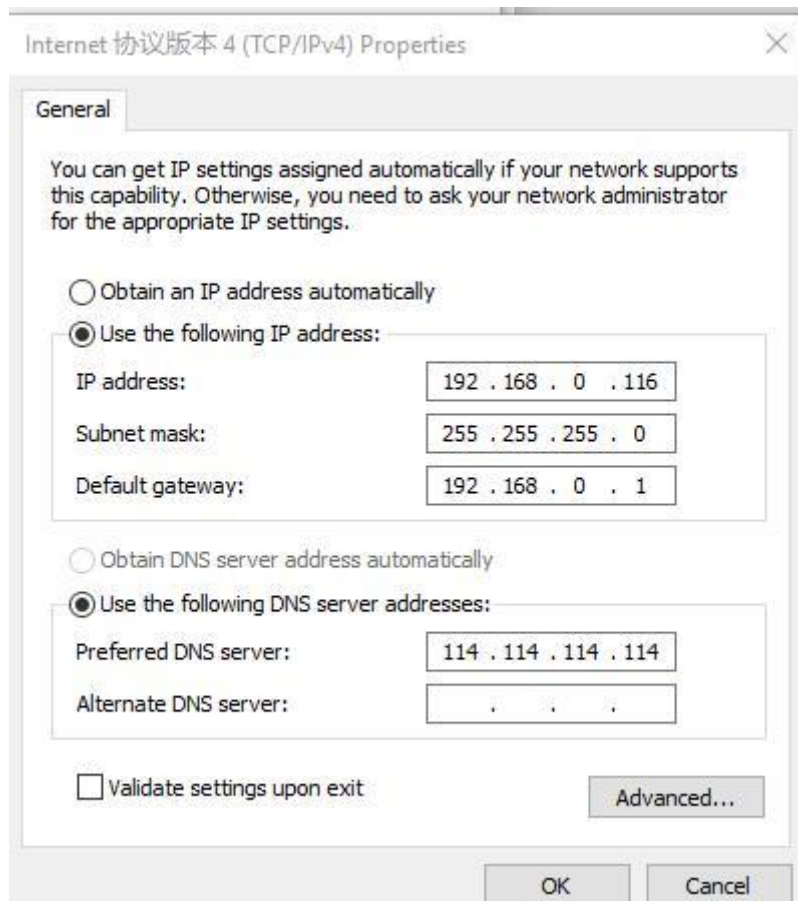 Internet 协议版本 4 (TCP/IPv4) Properties
General
You can get IP settings assigned automatically if your network supports
this capability. Otherwise, you need to ask your network administrator
for the appropriate IP settings.
Obtain an IP address automatically
Use the following IP address:
IP address: 192 . 168 . 0 . 116
Subnet mask: 255 . 255 . 255 . 0
Default gateway: 192 . 168 . 0 . 1
Obtain DNS server address automatically
Use the following DNS server addresses:
Preferred DNS server: 114 . 114 . 114 . 114
Alternate DNS server: . . .
Validate settings upon exit
Advanced...
OK Cancel